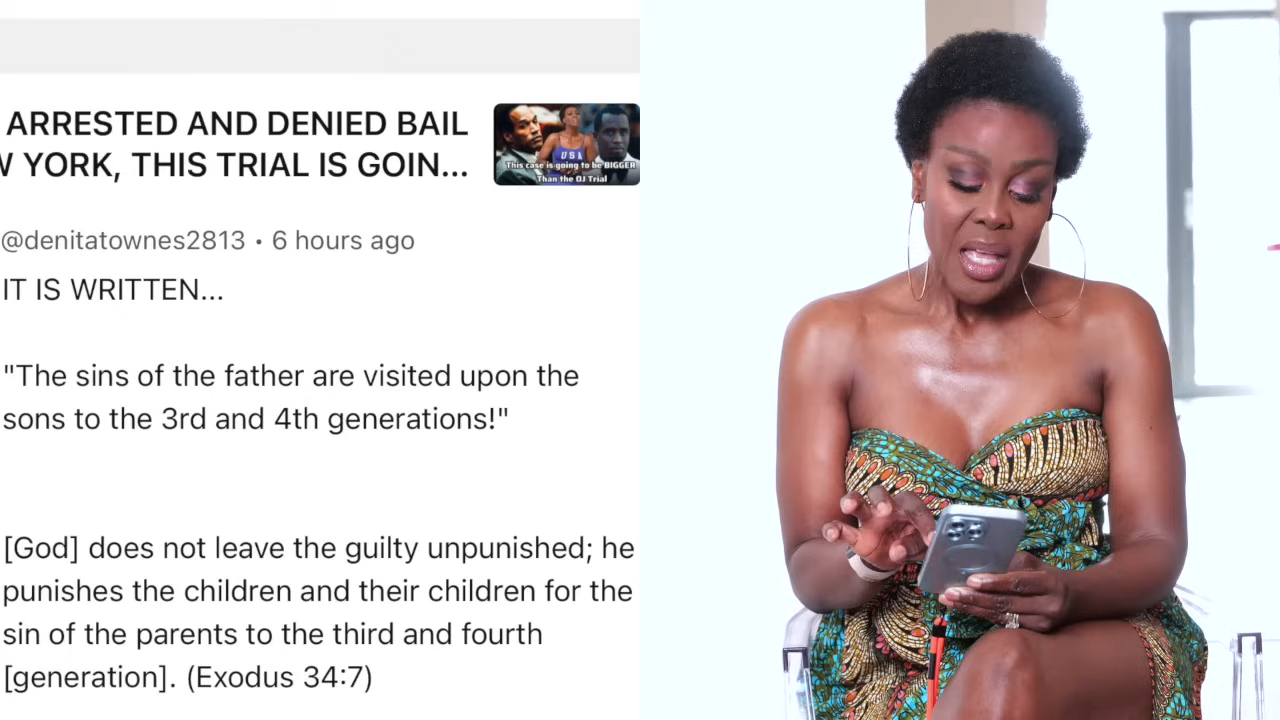 ARRESTED AND DENIED BAIL
W YORK, THIS TRIAL IS GOIN...
USA
This case is going to be BIGGER
Than the OJ Trial
@denitatownes2813 • 6 hours ago
IT IS WRITTEN...
"The sins of the father are visited upon the
sons to the 3rd and 4th generations!"
[God] does not leave the guilty unpunished; he
punishes the children and their children for the
sin of the parents to the third and fourth
[generation]. (Exodus 34:7)